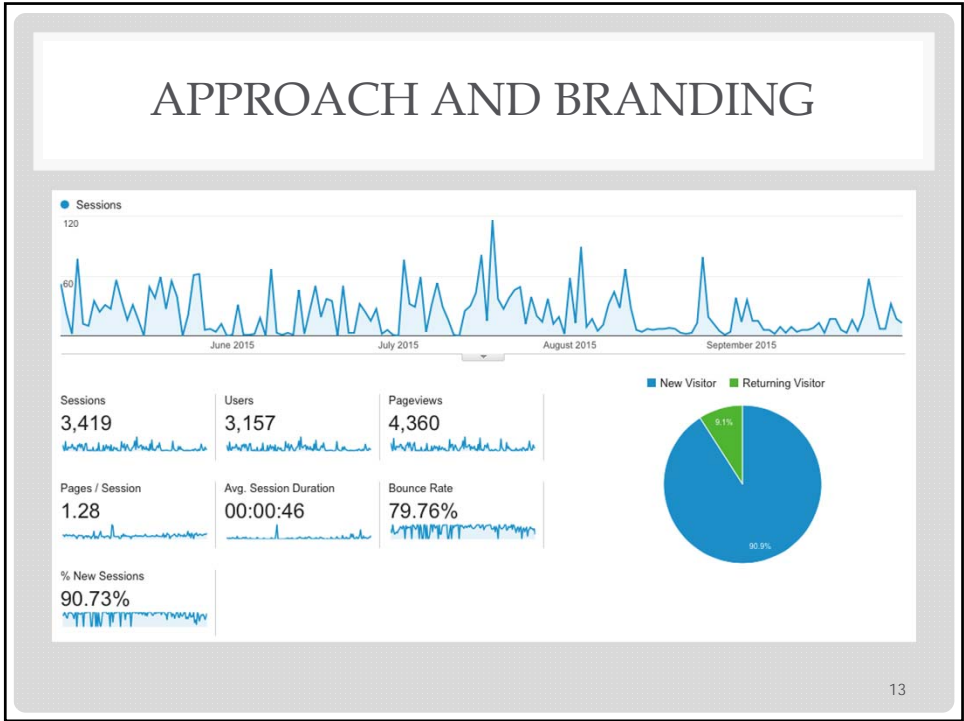 APPROACH AND BRANDING
Sessions
120
60
June 2015 July 2015 August 2015 September 2015
New Visitor Returning Visitor
Sessions Users Pageviews
3,419 3,157 4,360
9.1%
Pages / Session Avg. Session Duration Bounce Rate
1.28 00:00:46 79.76%
90.9%
% New Sessions
90.73%
13